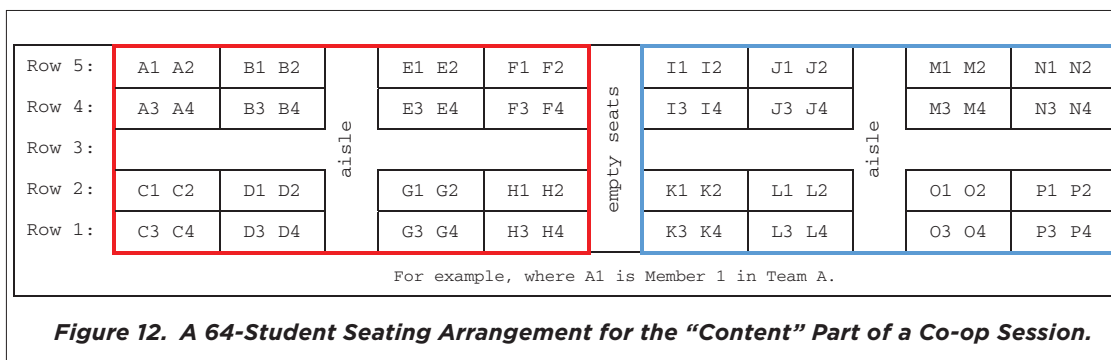 Row 5: A1 A2 B1 B2 E1 E2 F1 F2 I1 I2 J1 J2 M1 M2 N1 N2
Row 4: A3 A4 B3 B4 E3 E4 F3 F4 I3 I4 J3 J4 M3 M4 N3 N4
Row 3:
aisle
empty seats
aisle
Row 2: C1 C2 D1 D2 G1 G2 H1 H2 K1 K2 L1 L2 O1 O2 P1 P2
Row 1: C3 C4 D3 D4 G3 G4 H3 H4 K3 K4 L3 L4 O3 O4 P3 P4
For example, where A1 is Member 1 in Team A.
Figure 12. A 64-Student Seating Arrangement for the “Content” Part of a Co-op Session.